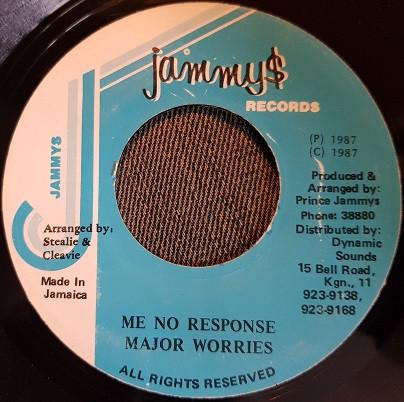 jammy$
RECORDS
JAMMYS
(P) 1987
(C) 1987
Produced &
Arranged by:
Prince Jammys
Phone: 38880
Distributed by:
Dynamic
Sounds
15 Bell Road,
Kgn., 11
923-9138,
923-9168
Arranged by:
Stealie &
Cleavie
Made In
Jamaica
ME NO RESPONSE
MAJOR WORRIES
ALL RIGHTS RESERVED